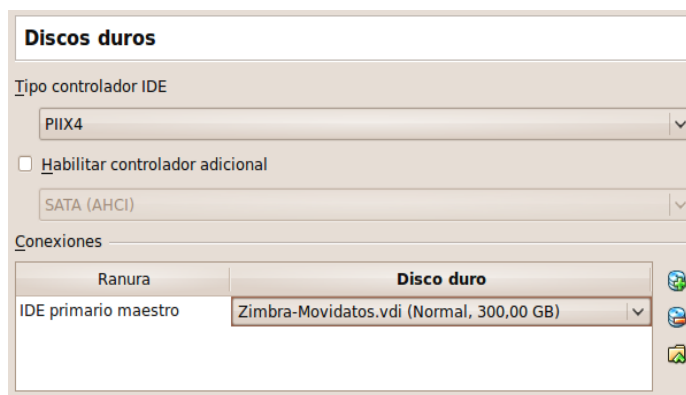 Discos duros
Tipo controlador IDE
PIIX4
Habilitar controlador adicional
SATA (AHCI)
Conexiones
Ranura Disco duro
IDE primario maestro Zimbra-Movidatos.vdi (Normal, 300,00 GB)